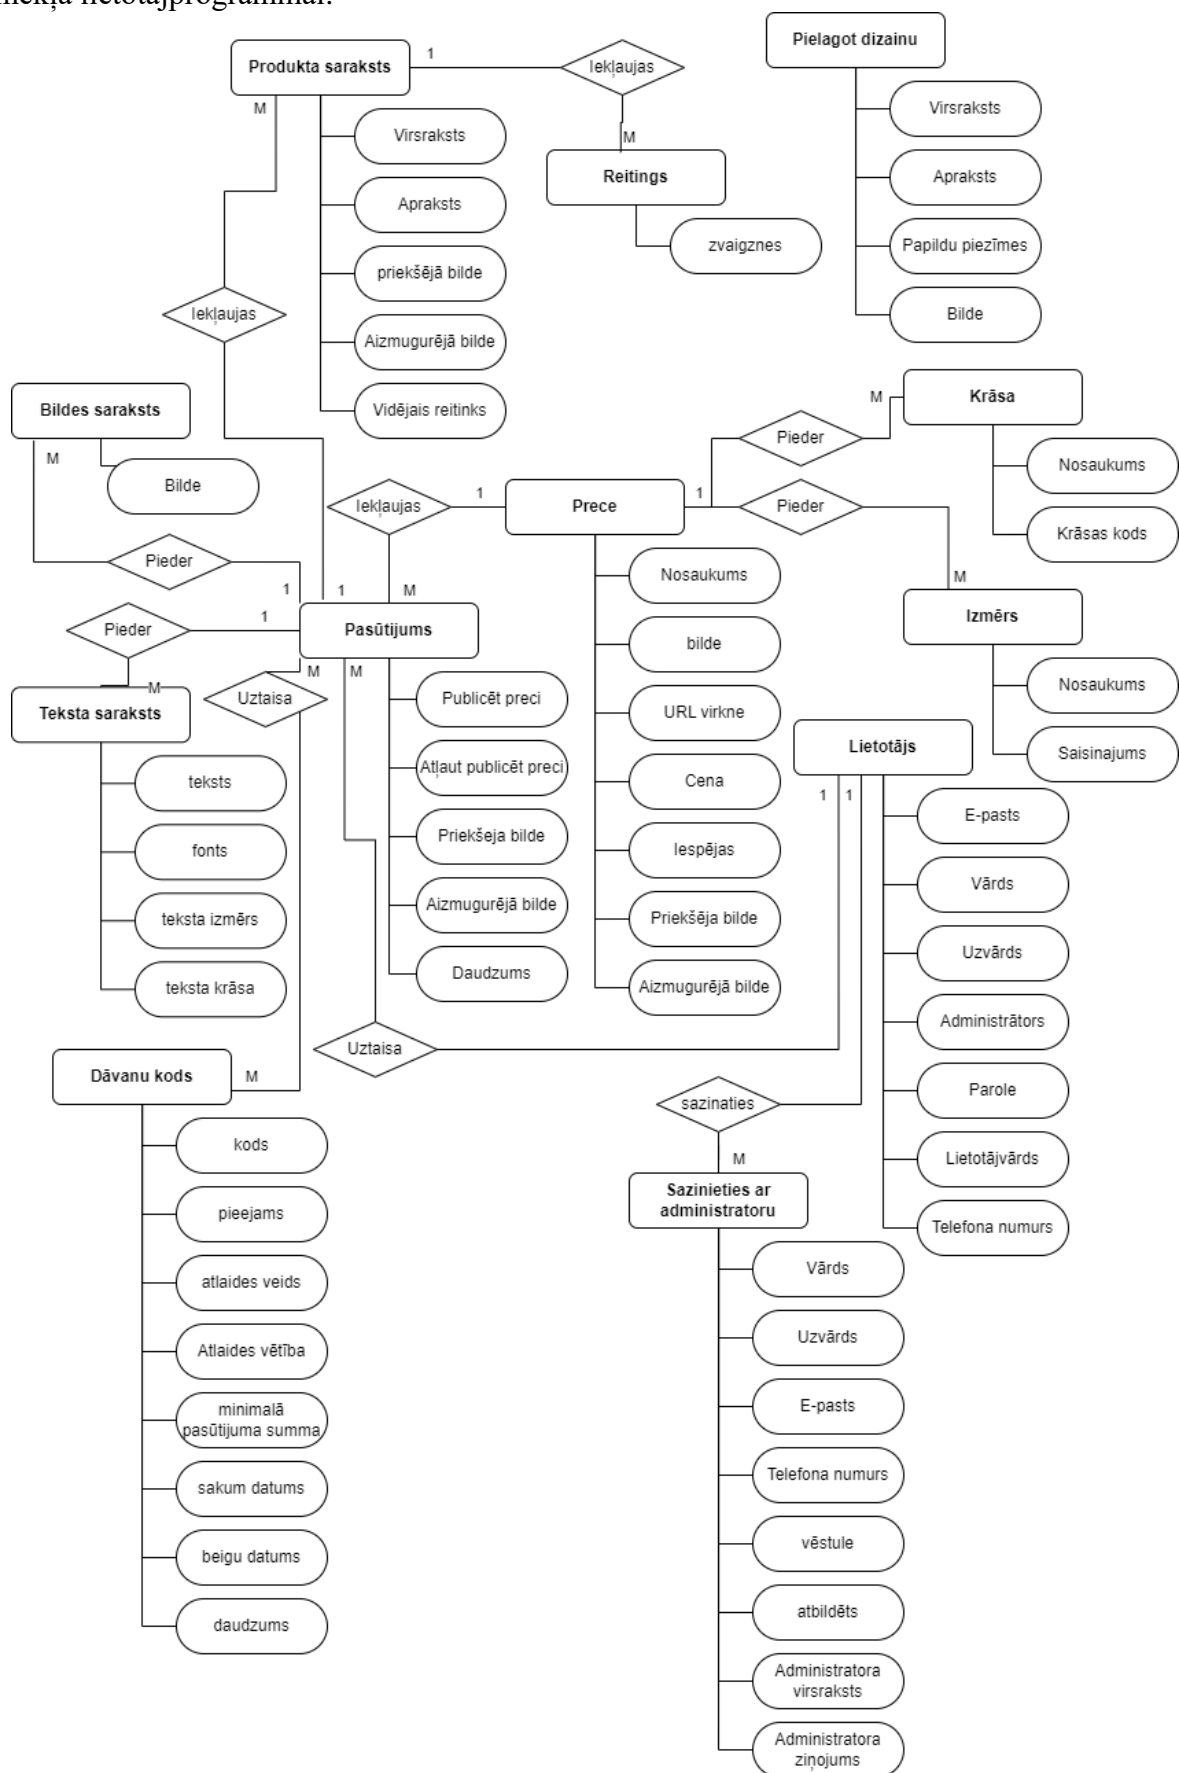 lietotājprogrammai.
Pielagot dizainu
Virsraksts
Apraksts
Papildu piezīmes
Bilde
Produkta saraksts
1
Iekļaujas
M
Reitings
zvaigznes
M
Virsraksts
Apraksts
priekšējā bilde
Aizmugurējā bilde
Vidējais reitinks
Iekļaujas
1
Bildes saraksts
M
Bilde
Pieder
1
Pieder
1
M
Teksta saraksts
teksts
fonts
teksta izmērs
teksta krāsa
Iekļaujas
1
M
Prece
1
Pieder
M
Krāsa
Nosaukums
Krāsas kods
Pieder
M
Izmērs
Nosaukums
Saisinajums
Nosaukums
bilde
URL virkne
Cena
Iespējas
Priekšēja bilde
Aizmugurējā bilde
Pasūtijums
M
M
Uztaisa
Publicēt preci
Atļaut publicēt preci
Priekšeja bilde
Aizmugurējā bilde
Daudzums
Uztaisa
Lietotājs
1
1
E-pasts
Vārds
Uzvārds
Administrātors
Parole
Lietotājvārds
Telefona numurs
Dāvanu kods
M
kods
pieejams
atlaides veids
Atlaides vētība
minimalā
pasūtijuma summa
sakum datums
beigu datums
daudzums
sazinaties
M
Sazinieties ar
administratoru
Vārds
Uzvārds
E-pasts
Telefona numurs
vēstule
atbildēts
Administratora
virsraksts
Administratora
ziņojums